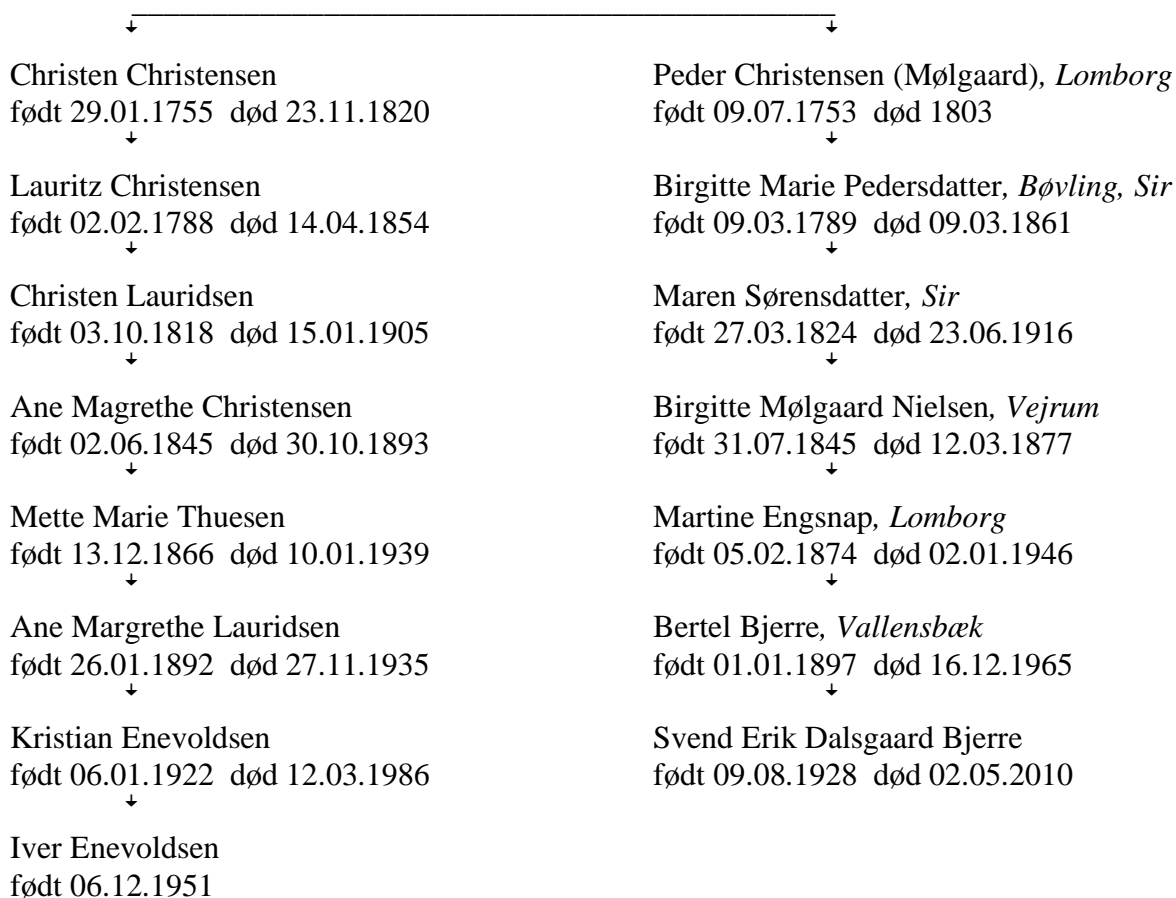 Christen Christensen
født 29.01.1755 død 23.11.1820
Lauritz Christensen
født 02.02.1788 død 14.04.1854
Christen Lauridsen
født 03.10.1818 død 15.01.1905
Ane Magrethe Christensen
født 02.06.1845 død 30.10.1893
Mette Marie Thuesen
født 13.12.1866 død 10.01.1939
Ane Margrethe Lauridsen
født 26.01.1892 død 27.11.1935
Kristian Enevoldsen
født 06.01.1922 død 12.03.1986
Iver Enevoldsen
født 06.12.1951
Peder Christensen (Mølgaard), Lomborg
født 09.07.1753 død 1803
Birgitte Marie Pedersdatter, Bøvling, Sir
født 09.03.1789 død 09.03.1861
Maren Sørensdatter, Sir
født 27.03.1824 død 23.06.1916
Birgitte Mølgaard Nielsen, Vejrum
født 31.07.1845 død 12.03.1877
Martine Engsnap, Lomborg
født 05.02.1874 død 02.01.1946
Bertel Bjerre, Vallensbæk
født 01.01.1897 død 16.12.1965
Svend Erik Dalsgaard Bjerre
født 09.08.1928 død 02.05.2010